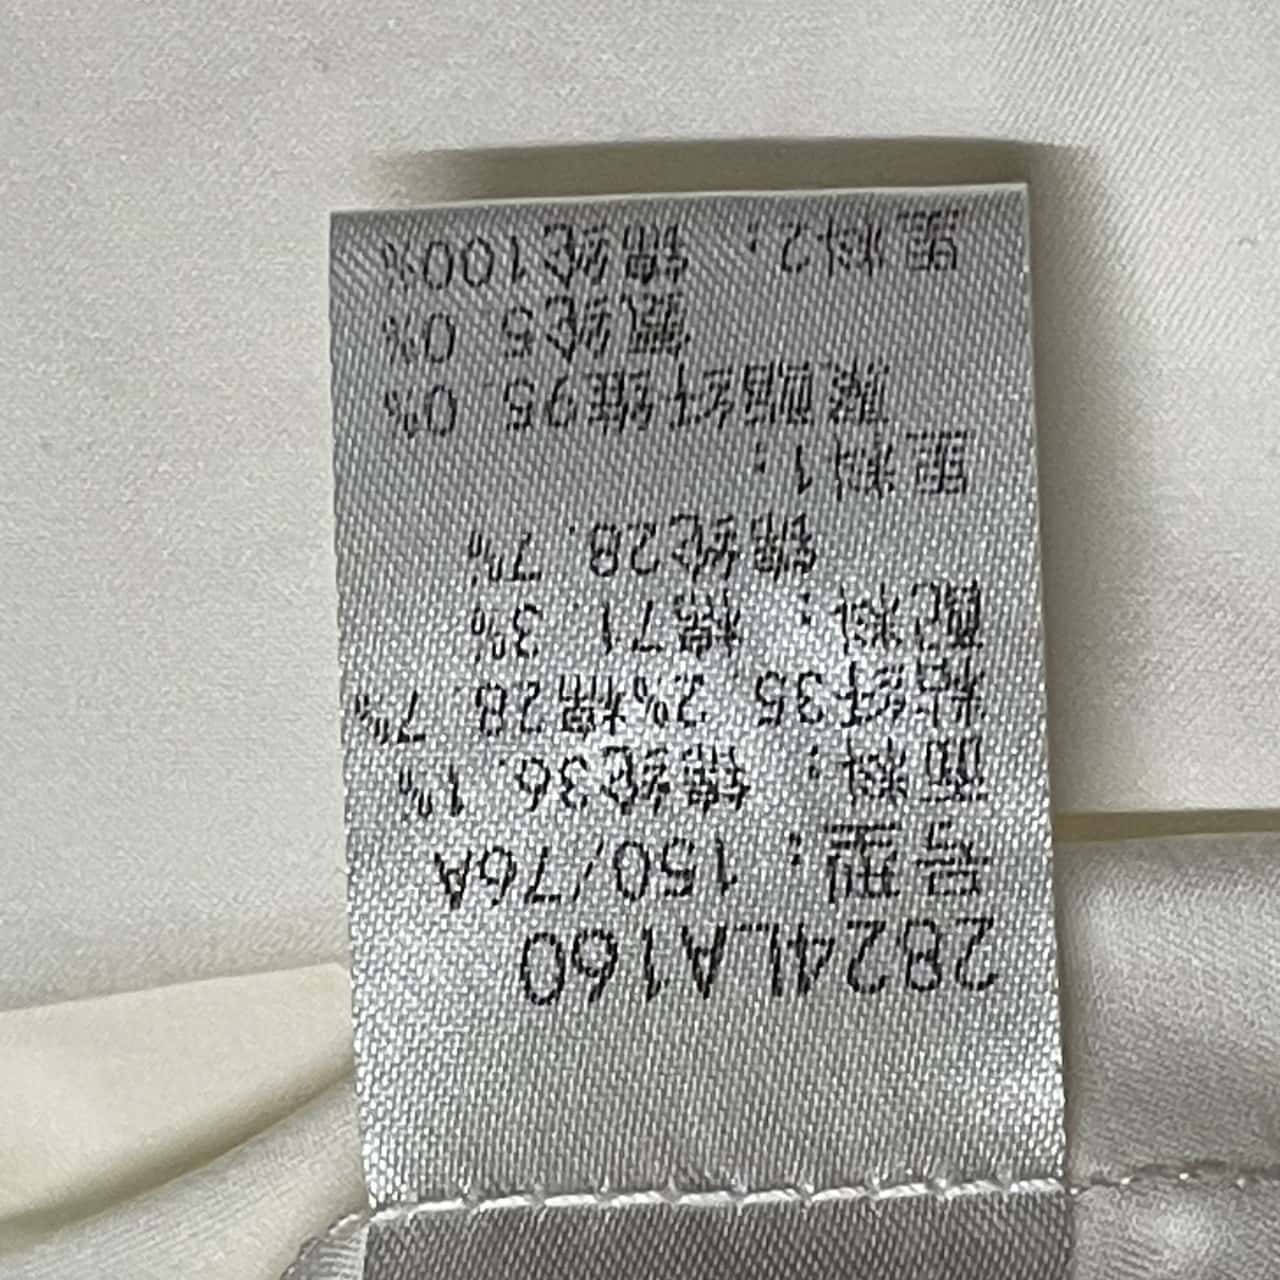 2824LA160
号型：150/76A
面料：锦纶36.1%
粘纤35.2%棉28.7%
配料：棉71.3%
锦纶28.7%
里料1：
聚酯纤维95.0%
氨纶5.0%
里料2：锦纶100%